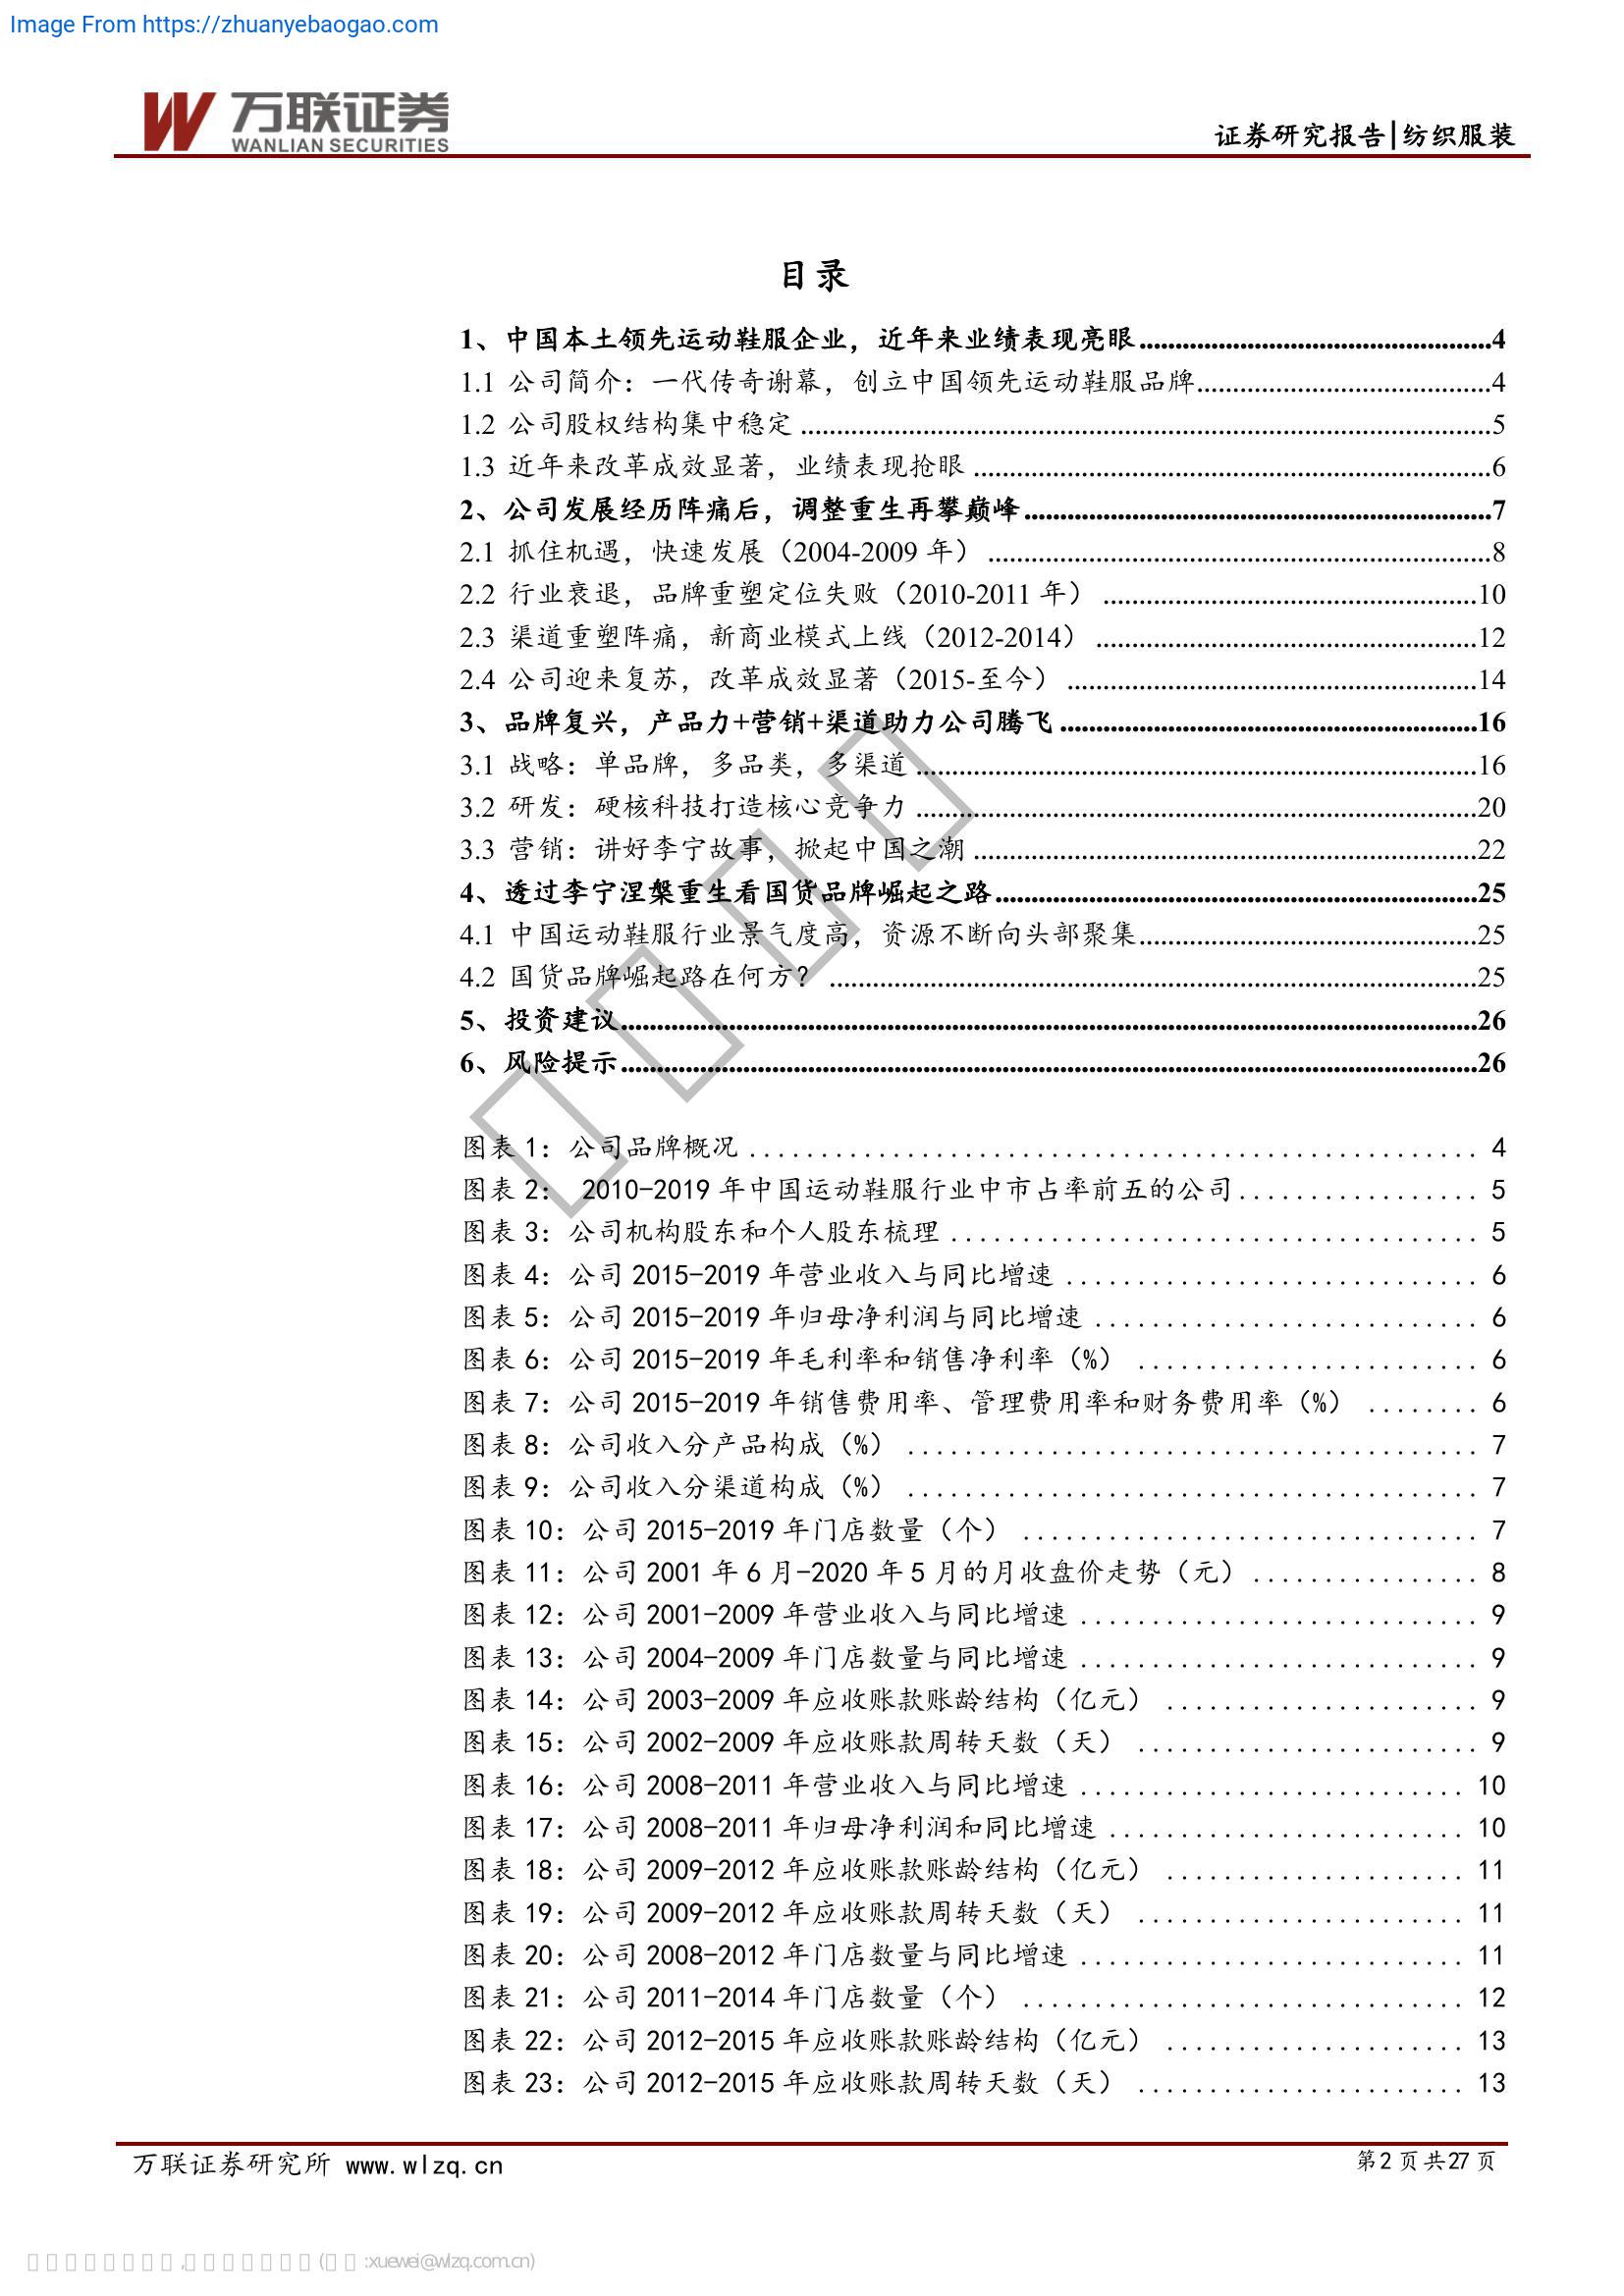 Image From https://zhuanyebaogao.com
万联证券
WANLIAN SECURITIES
证券研究报告|纺织服装
目录
1、中国本土领先运动鞋服企业，近年来业绩表现亮眼.................................................4
1.1 公司简介：一代传奇谢幕，创立中国领先运动鞋服品牌.........................................4
1.2 公司股权结构集中稳定 ................................................................................................5
1.3 近年来改革成效显著，业绩表现抢眼 ........................................................................6
2、公司发展经历阵痛后，调整重生再攀巅峰.................................................................7
2.1 抓住机遇，快速发展（2004-2009 年） ......................................................................8
2.2 行业衰退，品牌重塑定位失败（2010-2011 年） ....................................................10
2.3 渠道重塑阵痛，新商业模式上线（2012-2014） .....................................................12
2.4 公司迎来复苏，改革成效显著（2015-至今） .........................................................14
3、品牌复兴，产品力+营销+渠道助力公司腾飞 ..........................................................16
3.1 战略：单品牌，多品类，多渠道 ..............................................................................16
3.2 研发：硬核科技打造核心竞争力 ..............................................................................20
3.3 营销：讲好李宁故事，掀起中国之潮 ......................................................................22
4、透过李宁涅槃重生看国货品牌崛起之路...................................................................25
4.1 中国运动鞋服行业景气度高，资源不断向头部聚集...............................................25
4.2 国货品牌崛起路在何方？ ..........................................................................................25
5、投资建议.......................................................................................................................26
6、风险提示.......................................................................................................................26
图表 1：公司品牌概况 ................................................... 4
图表 2： 2010-2019 年中国运动鞋服行业中市占率前五的公司................. 5
图表 3：公司机构股东和个人股东梳理 ..................................... 5
图表 4：公司 2015-2019 年营业收入与同比增速 ............................. 6
图表 5：公司 2015-2019 年归母净利润与同比增速 ........................... 6
图表 6：公司 2015-2019 年毛利率和销售净利率（%） ........................ 6
图表 7：公司 2015-2019 年销售费用率、管理费用率和财务费用率（%） ........ 6
图表 8：公司收入分产品构成（%） ........................................ 7
图表 9：公司收入分渠道构成（%） ........................................ 7
图表 10：公司 2015-2019 年门店数量（个） ................................ 7
图表 11：公司 2001 年 6 月-2020 年 5 月的月收盘价走势（元）................ 8
图表 12：公司 2001-2009 年营业收入与同比增速 ............................ 9
图表 13：公司 2004-2009 年门店数量与同比增速 ............................ 9
图表 14：公司 2003-2009 年应收账款账龄结构（亿元） ...................... 9
图表 15：公司 2002-2009 年应收账款周转天数（天） ........................ 9
图表 16：公司 2008-2011 年营业收入与同比增速 ............................ 10
图表 17：公司 2008-2011 年归母净利润和同比增速 ......................... 10
图表 18：公司 2009-2012 年应收账款账龄结构（亿元） ..................... 11
图表 19：公司 2009-2012 年应收账款周转天数（天） ....................... 11
图表 20：公司 2008-2012 年门店数量与同比增速 ........................... 11
图表 21：公司 2011-2014 年门店数量（个） ............................... 12
图表 22：公司 2012-2015 年应收账款账龄结构（亿元） ..................... 13
图表 23：公司 2012-2015 年应收账款周转天数（天） ....................... 13
万联证券研究所 www.wlzq.cn
第2 页 共27 页
:xuewei@wlzq.com.cn)